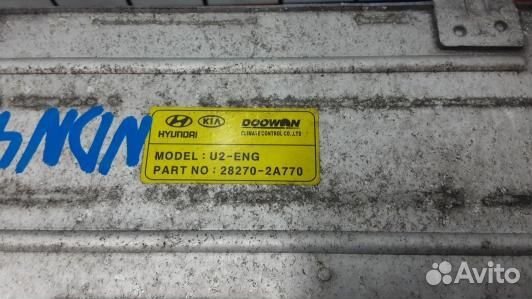 HYUNDAI KIA DOOWON
CLIMATE CONTROL CO.,LTD
MODEL : U2-ENG
PART NO : 28270-2A770
Avito